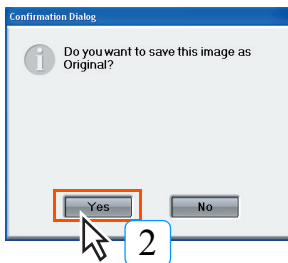 Confirmation Dialog
Do you want to save this image as
Original?
Yes
No
2